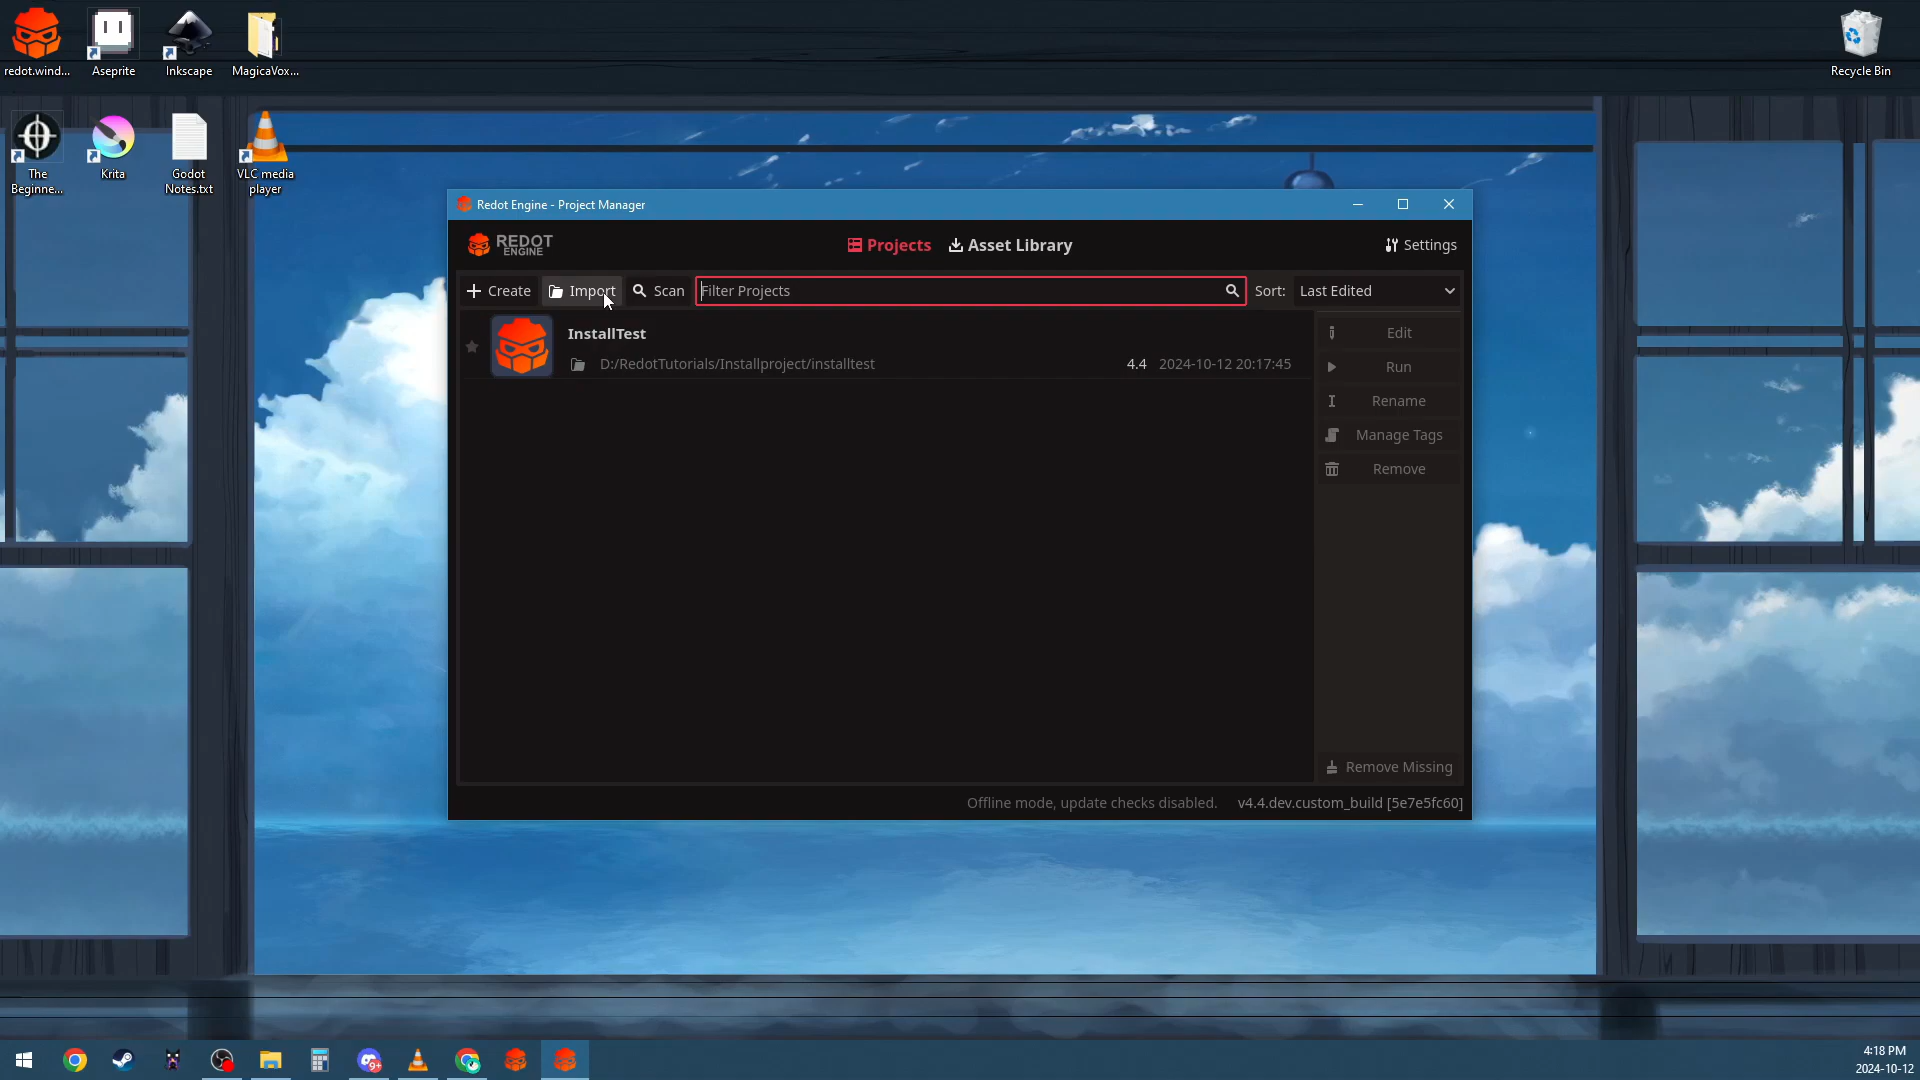 redot.wind...
Aseprite
Inkscape
MagicaVox...
Recycle Bin
The
Beginne...
Krita
Godot
Notes.txt
VLC media
player
Redot Engine - Project Manager
REDOT
ENGINE
Projects
Asset Library
Settings
Create
Import
Scan
Filter Projects
Sort:
Last Edited
InstallTest
D:/RedotTutorials/Installproject/installtest
4.4
2024-10-12 20:17:45
Edit
Run
Rename
Manage Tags
Remove
Remove Missing
Offline mode, update checks disabled.
v4.4.dev.custom_build [5e7e5fc60]
9+
4:18 PM
2024-10-12